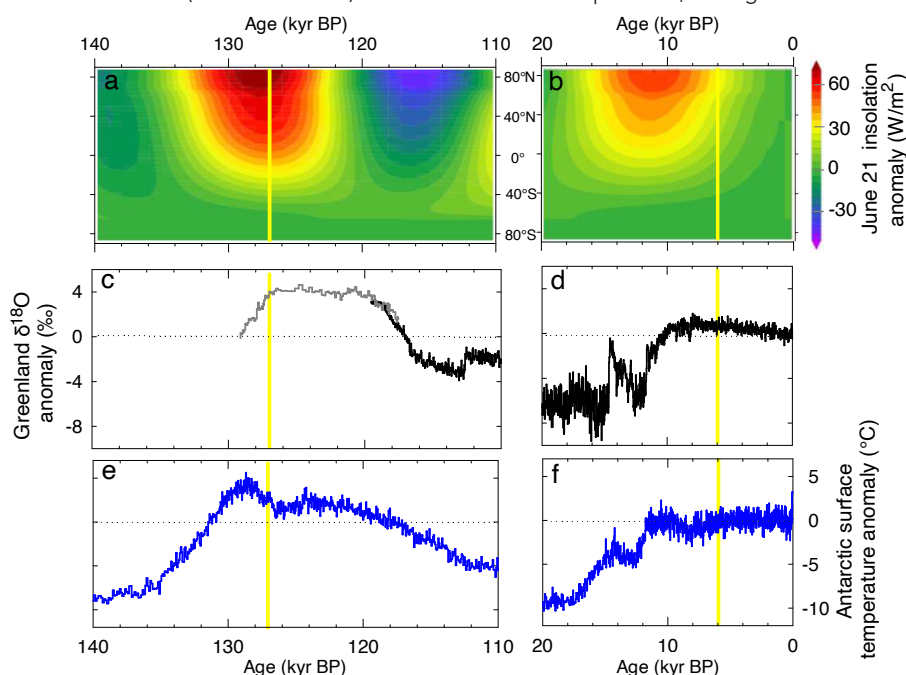 Age (kyr BP) Age (kyr BP)
140 130 120 110 20 10 0
a b
80°N
40°N
0°
40°S
80°S
60
30
0
-30
June 21 insolation
anomaly (W/m²)
c d
4
0
-4
-8
Greenland δ¹⁸O
anomaly (‰)
e f
5
0
-5
-10
Antarctic surface
temperature anomaly (°C)
140 130 120 110 20 10 0
Age (kyr BP) Age (kyr BP)